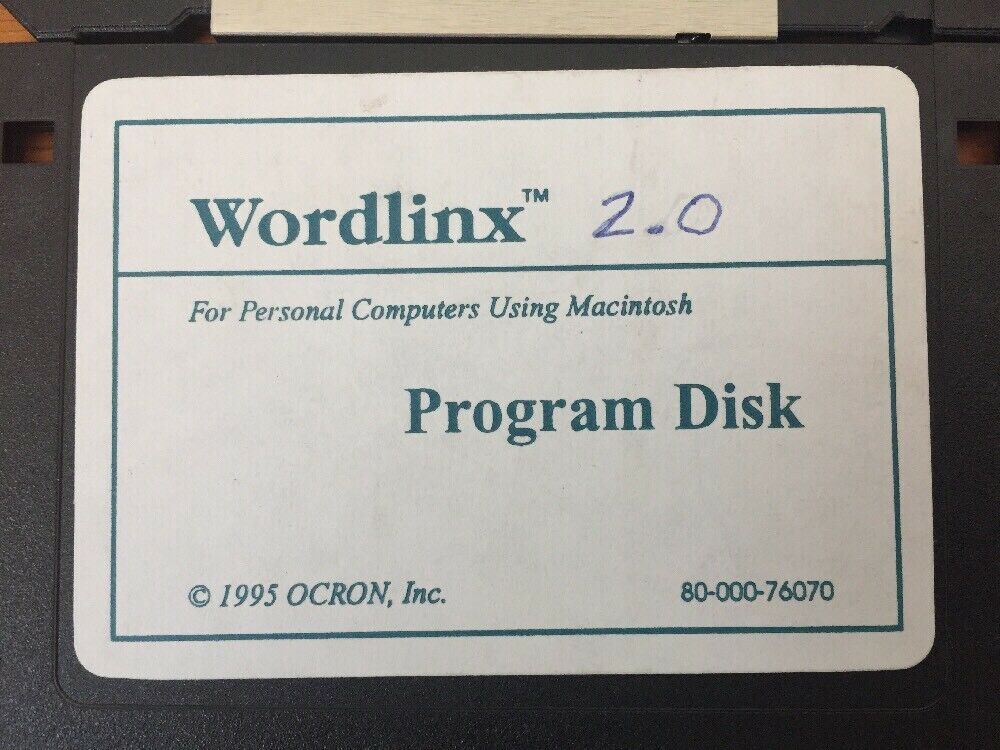 Wordlinx™ 2.0
For Personal Computers Using Macintosh
Program Disk
© 1995 OCRON, Inc. 80-000-76070